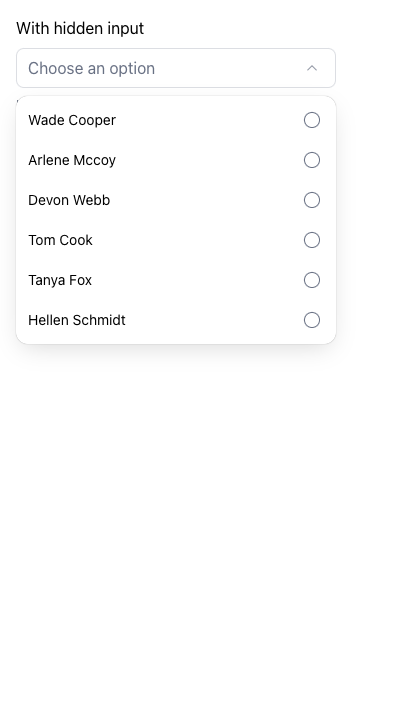 With hidden input
Choose an option
Wade Cooper
Arlene Mccoy
Devon Webb
Tom Cook
Tanya Fox
Hellen Schmidt